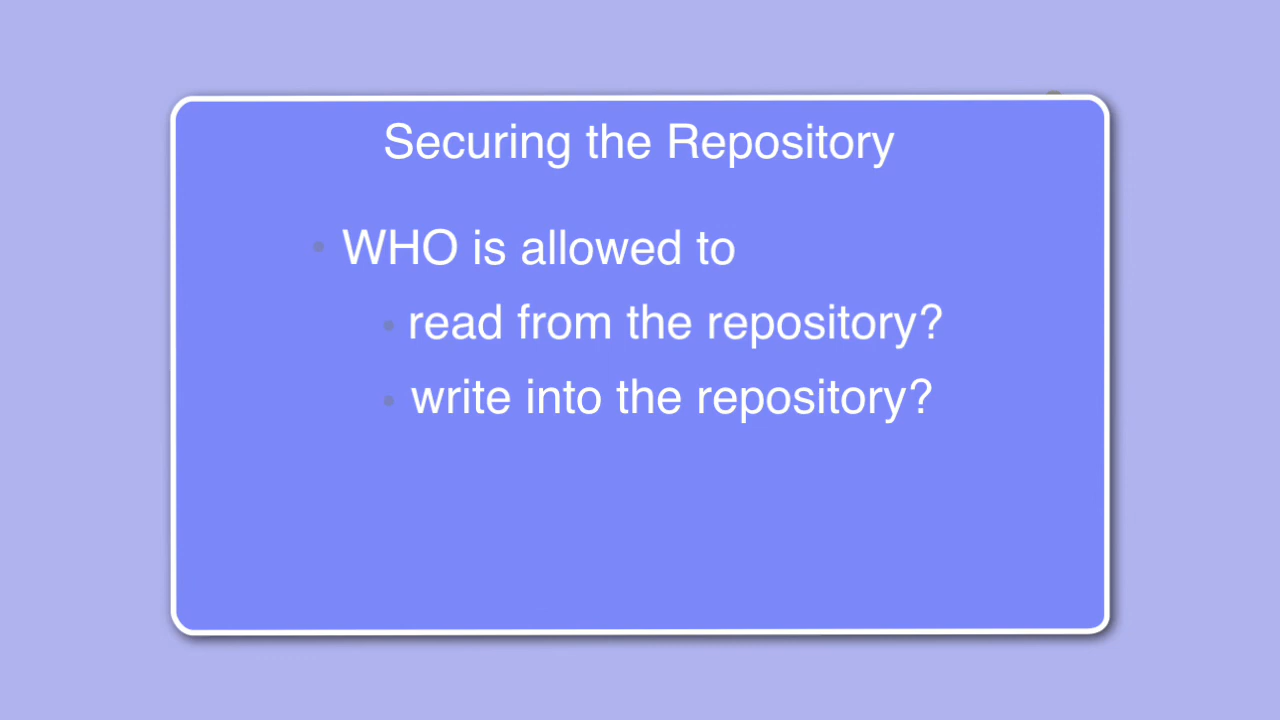 Securing the Repository
• WHO is allowed to
• read from the repository?
• write into the repository?